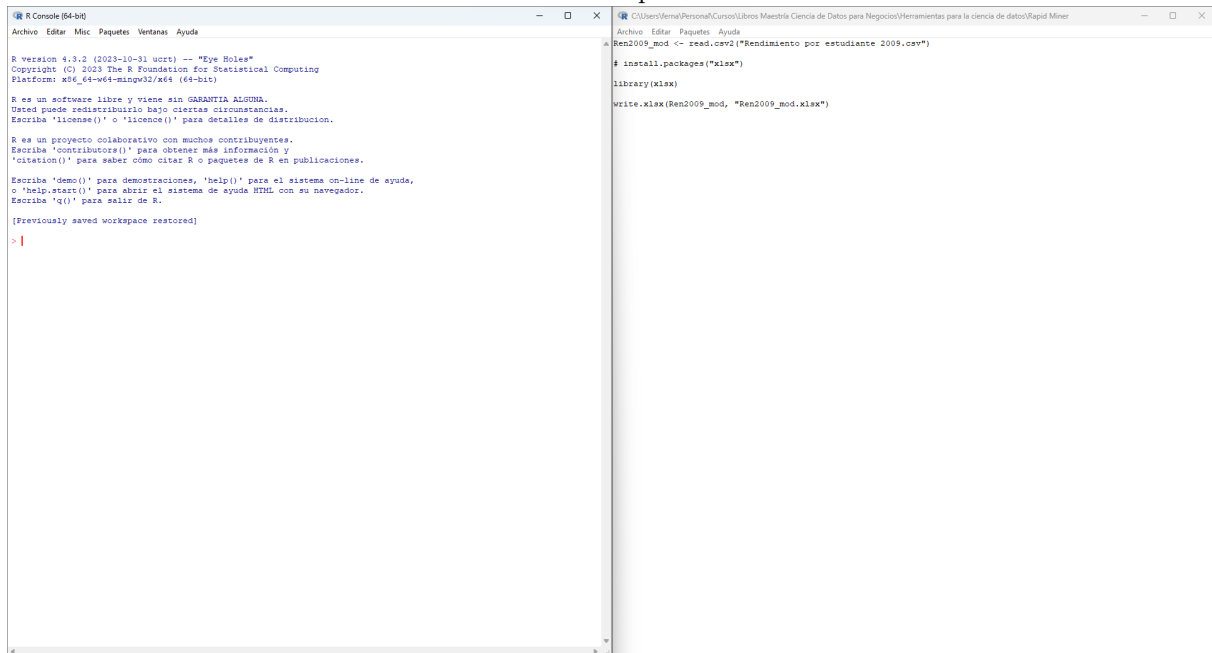 R Console (64-bit)
Archivo Editar Misc Paquetes Ventanas Ayuda
R version 4.3.2 (2023-10-31 ucrt) -- "Eye Holes"
Copyright (C) 2023 The R Foundation for Statistical Computing
Platform: x86_64-w64-mingw32/x64 (64-bit)
R es un software libre y viene sin GARANTIA ALGUNA.
Usted puede redistribuirlo bajo ciertas circunstancias.
Escriba 'license()' o 'licence()' para detalles de distribucion.
R es un proyecto colaborativo con muchos contribuyentes.
Escriba 'contributors()' para obtener más información y
'citation()' para saber cómo citar R o paquetes de R en publicaciones.
Escriba 'demo()' para demostraciones, 'help()' para el sistema on-line de ayuda,
o 'help.start()' para abrir el sistema de ayuda HTML con su navegador.
Escriba 'q()' para salir de R.
[Previously saved workspace restored]
>
C:\Users\ferna\Personal\Cursos\Libros Maestría Ciencia de Datos para Negocios\Herramientas para la ciencia de datos\Rapid Miner
Archivo Editar Paquetes Ayuda
Ren2009_mod <- read.csv2("Rendimiento por estudiante 2009.csv")
# install.packages("xlsx")
library(xlsx)
write.xlsx(Ren2009_mod, "Ren2009_mod.xlsx")